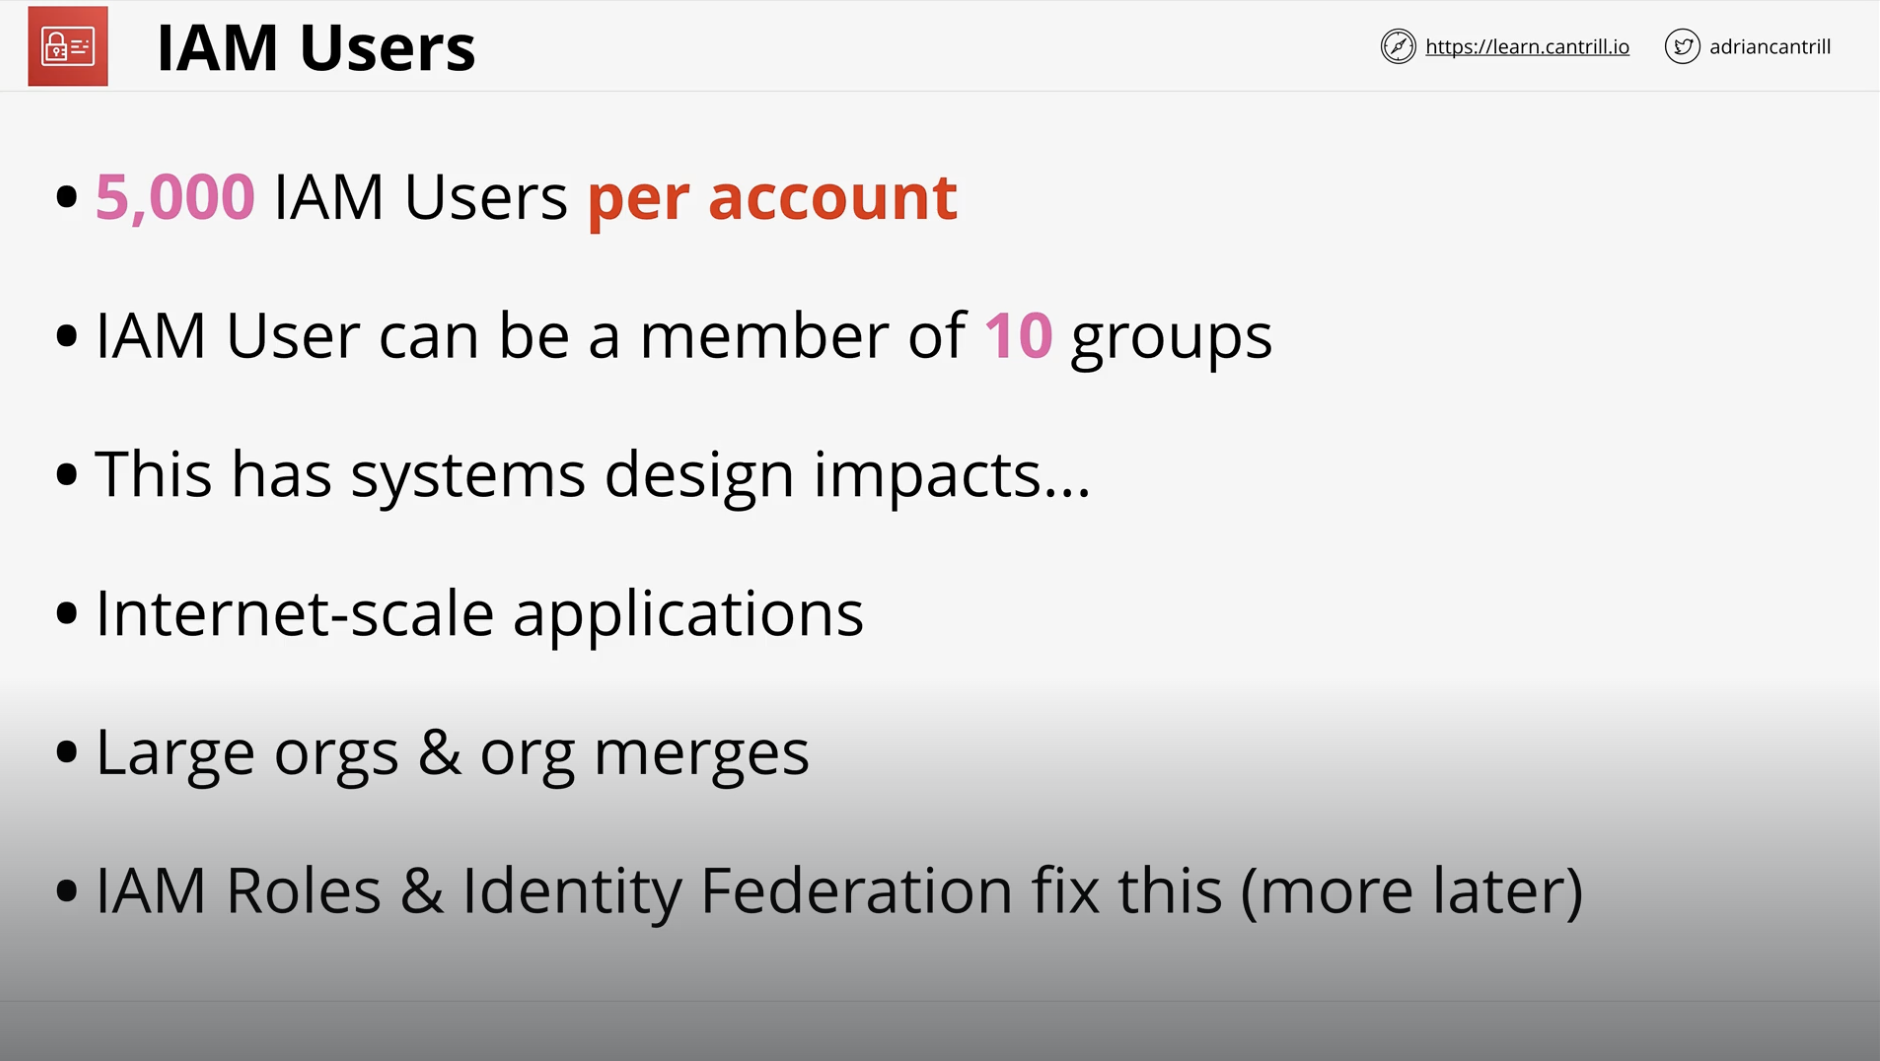 IAM Users
https://learn.cantrill.io
adriancantrill
• 5,000 IAM Users per account
• IAM User can be a member of 10 groups
• This has systems design impacts...
• Internet-scale applications
• Large orgs & org merges
• IAM Roles & Identity Federation fix this (more later)